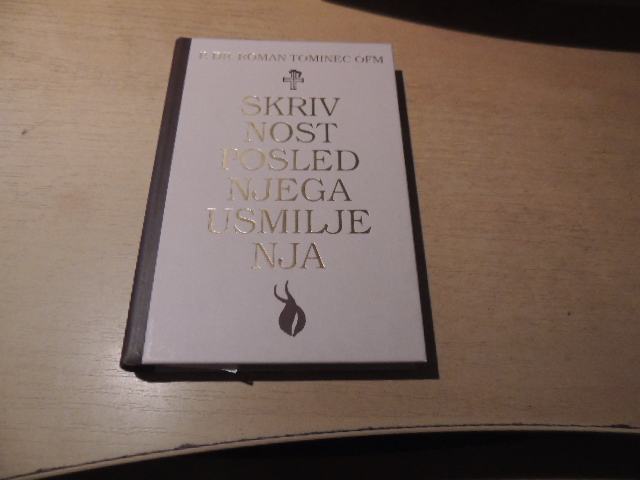 P. DR. ROMAN TOMINEC OFM
SKRIV
NOST
POSLED
NJEGA
USMILJE
NJA